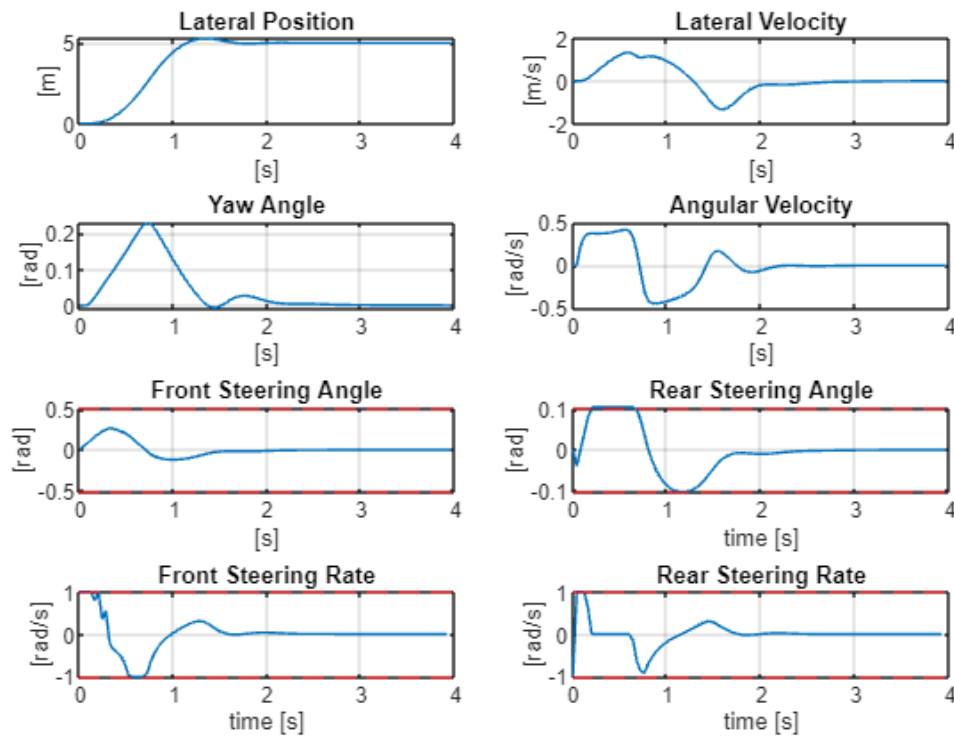 Lateral Position
[m]
5
0
0 1 2 3 4
[s]
Lateral Velocity
[m/s]
2
0
-2
0 1 2 3 4
[s]
Yaw Angle
[rad]
0.2
0.1
0
0 1 2 3 4
[s]
Angular Velocity
[rad/s]
0.5
0
-0.5
0 1 2 3 4
[s]
Front Steering Angle
[rad]
0.5
0
-0.5
0 1 2 3 4
[s]
Rear Steering Angle
[rad]
0.1
0
-0.1
0 1 2 3 4
time [s]
Front Steering Rate
[rad/s]
1
0
-1
0 1 2 3 4
time [s]
Rear Steering Rate
[rad/s]
1
0
-1
0 1 2 3 4
time [s]